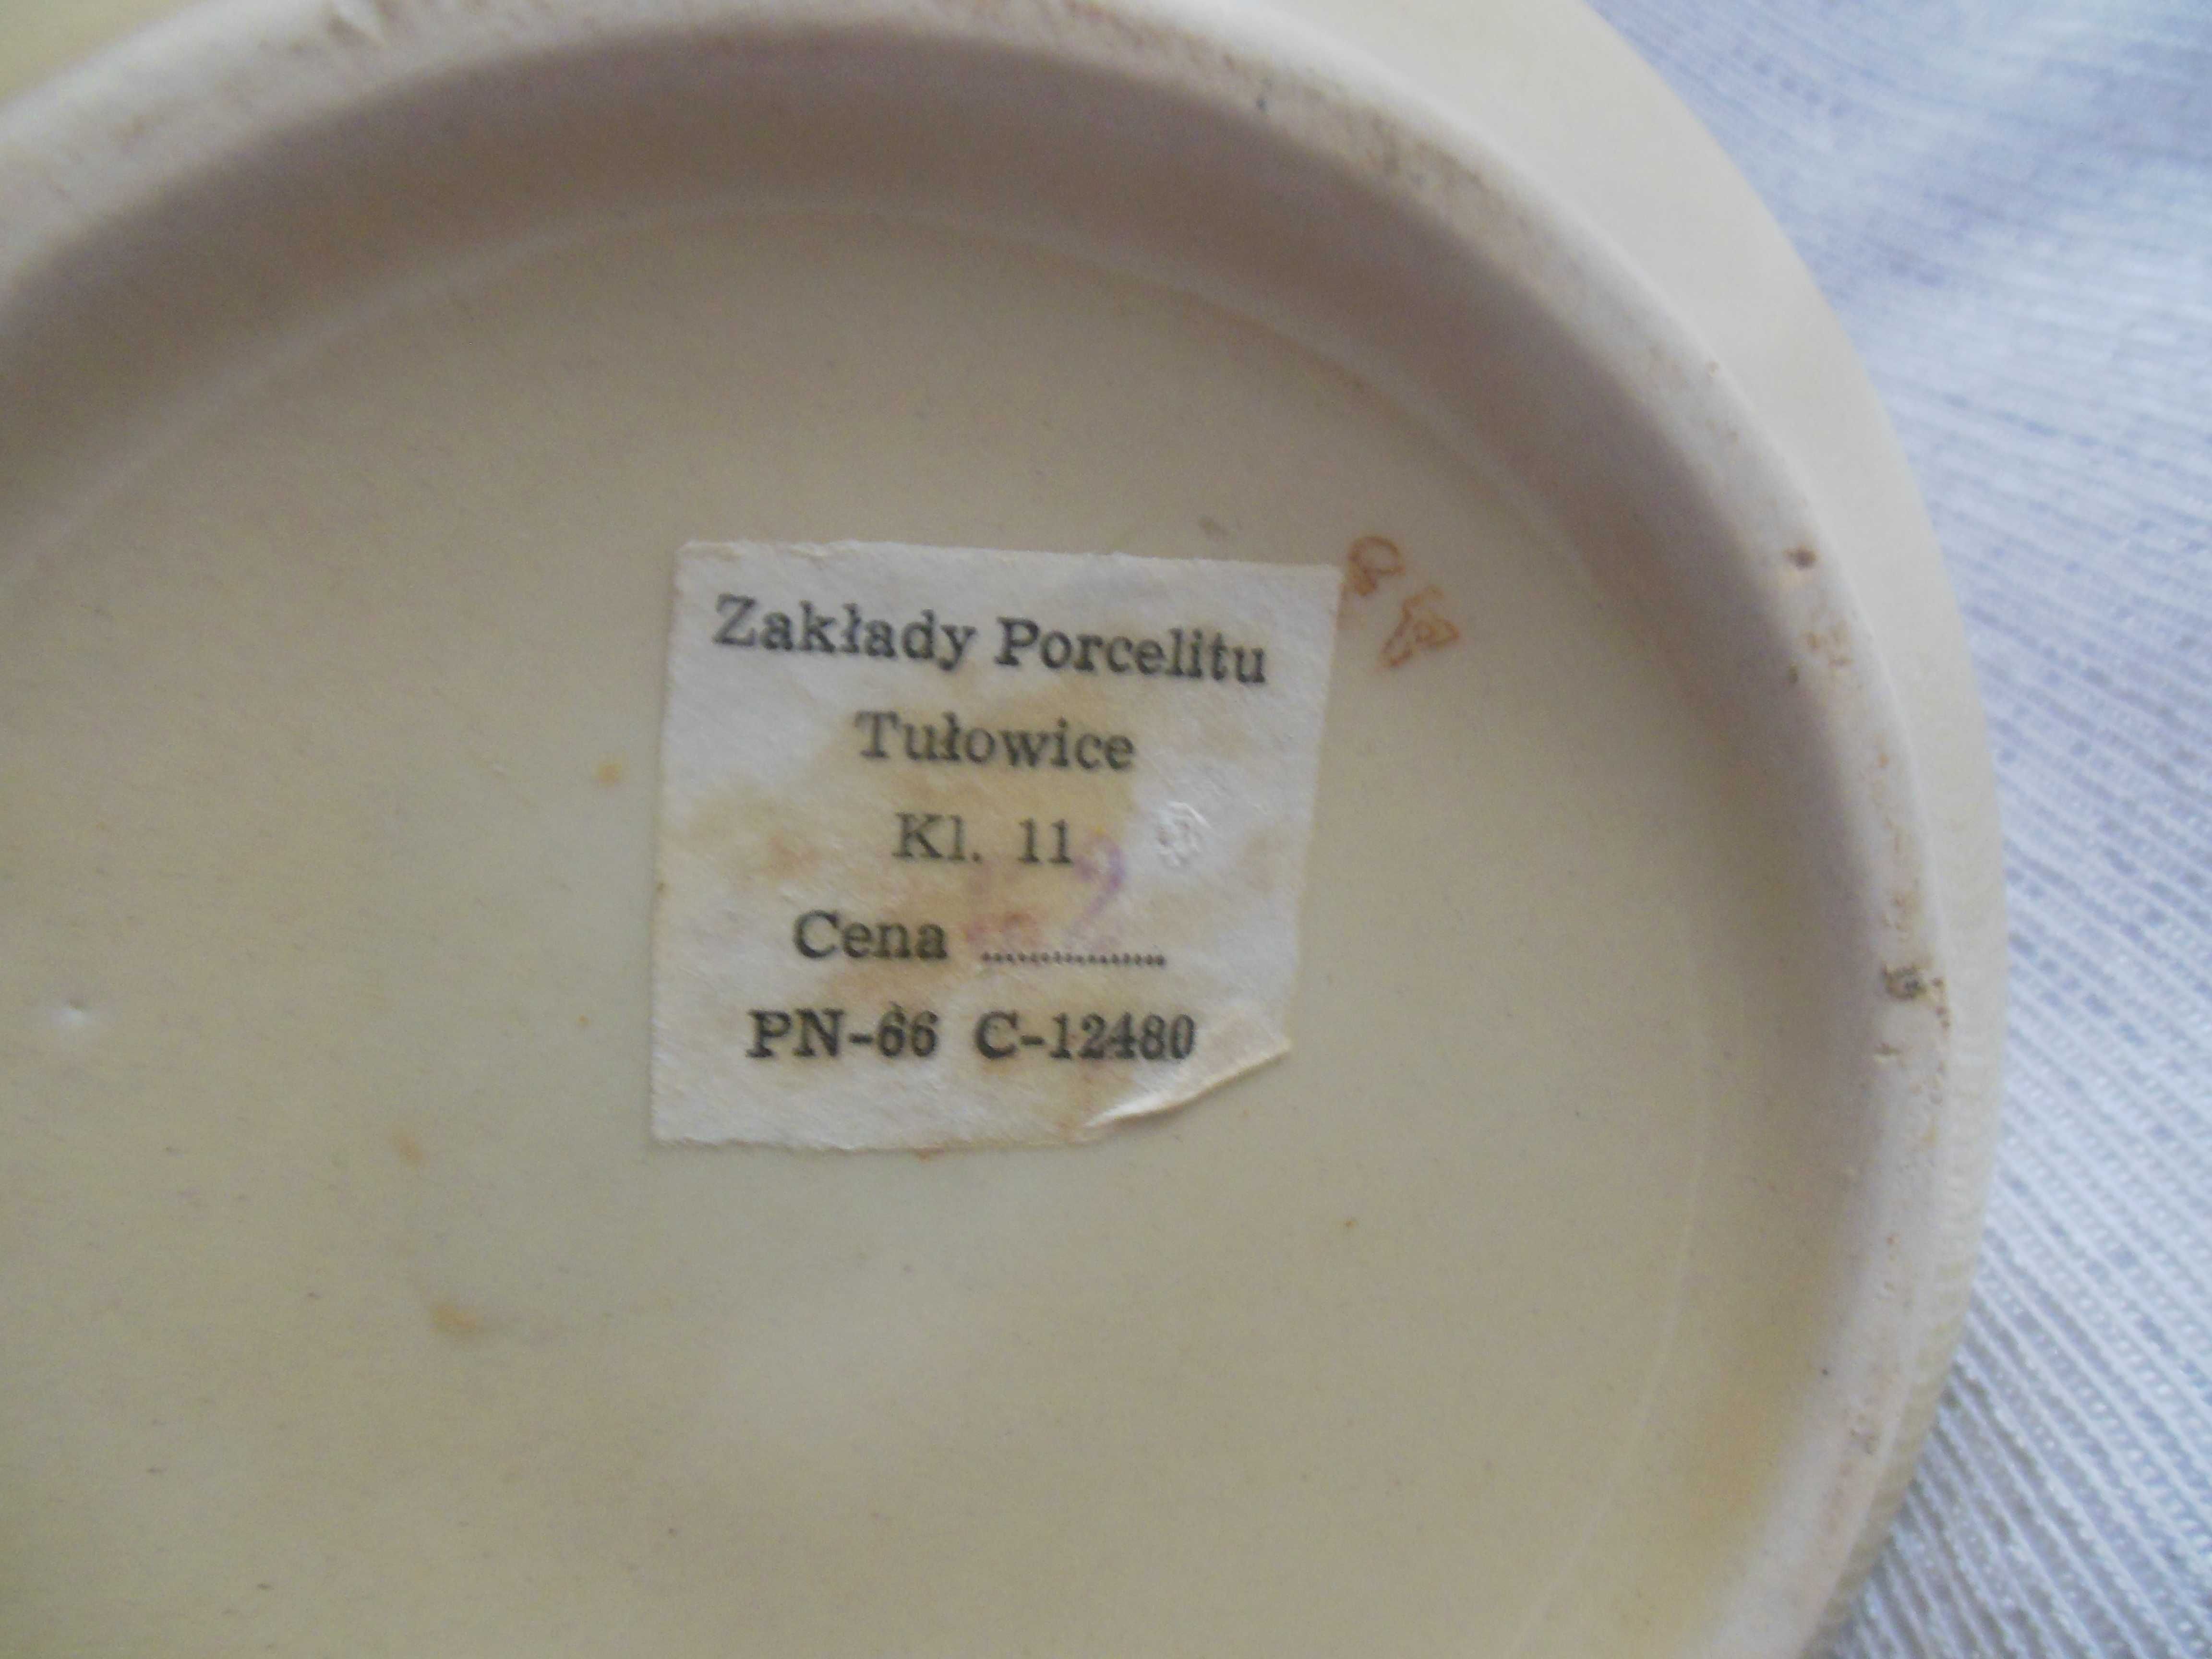 Zakłady Porcelitu
Tułowice
Kl. 11
Cena ................
PN-66 C-12480